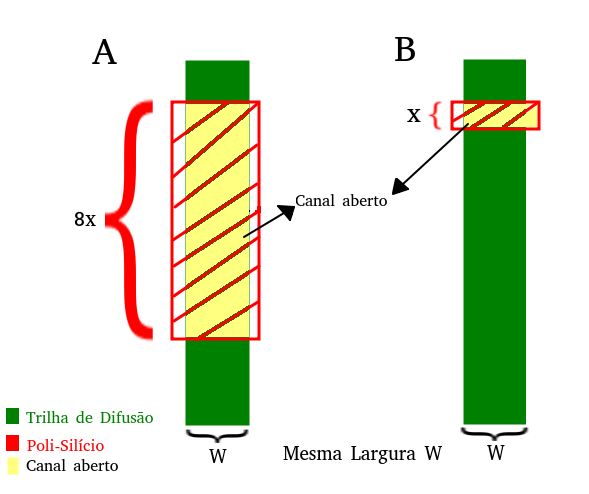 A
B
x
Canal aberto
8x
Trilha de Difusão
Poli-Silício
Canal aberto
W
Mesma Largura W
W